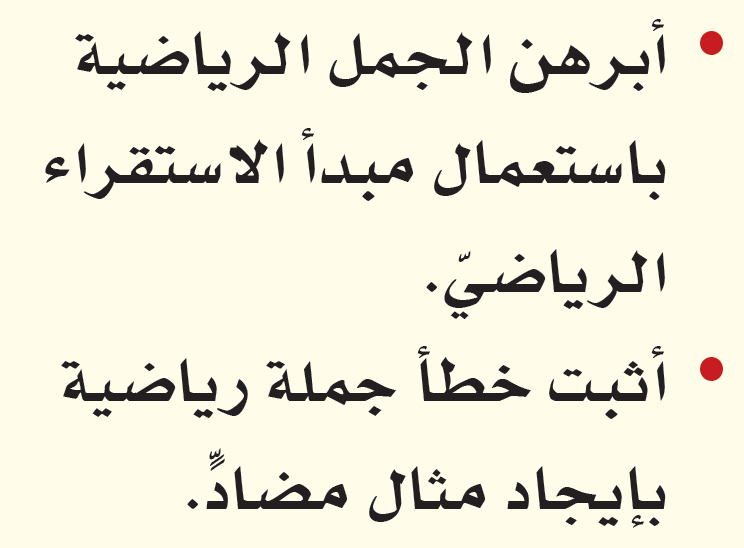 • أبرهن الجمل الرياضية
باستعمال مبدأ الاستقراء
الرياضيّ.
• أثبت خطأ جملة رياضية
بإيجاد مثال مضادٍّ.